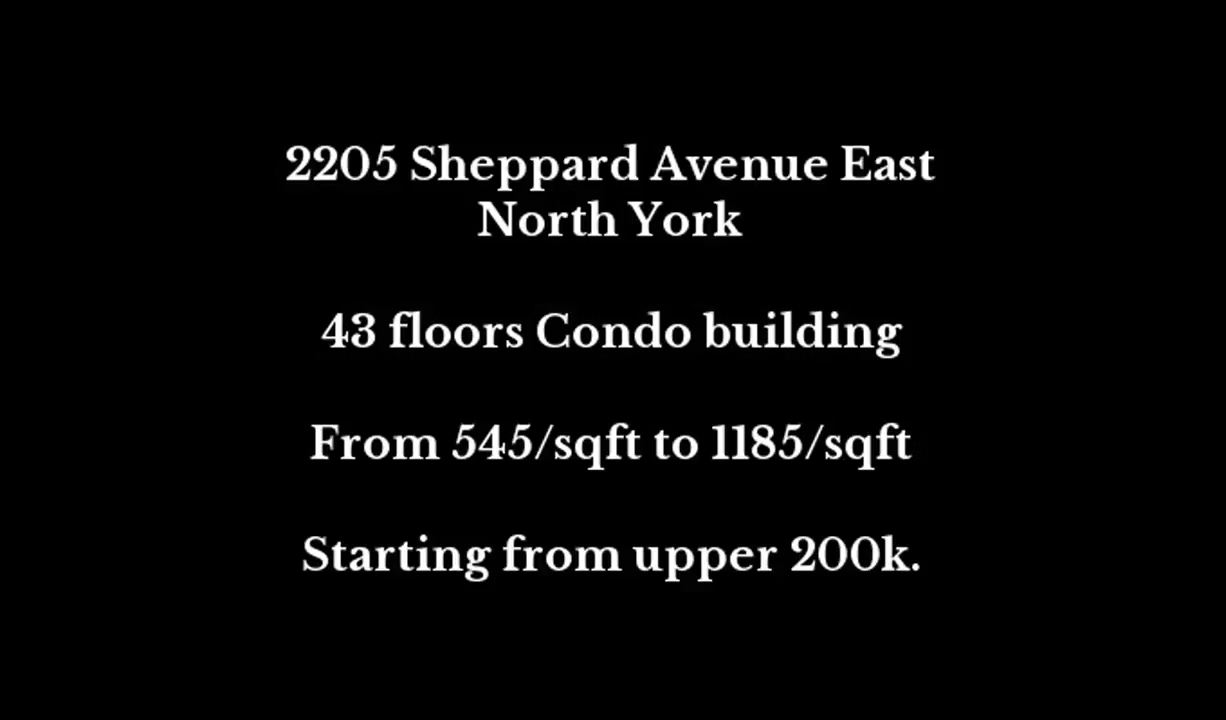 2205 Sheppard Avenue East
North York
43 floors Condo building
From 545/sqft to 1185/sqft
Starting from upper 200k.